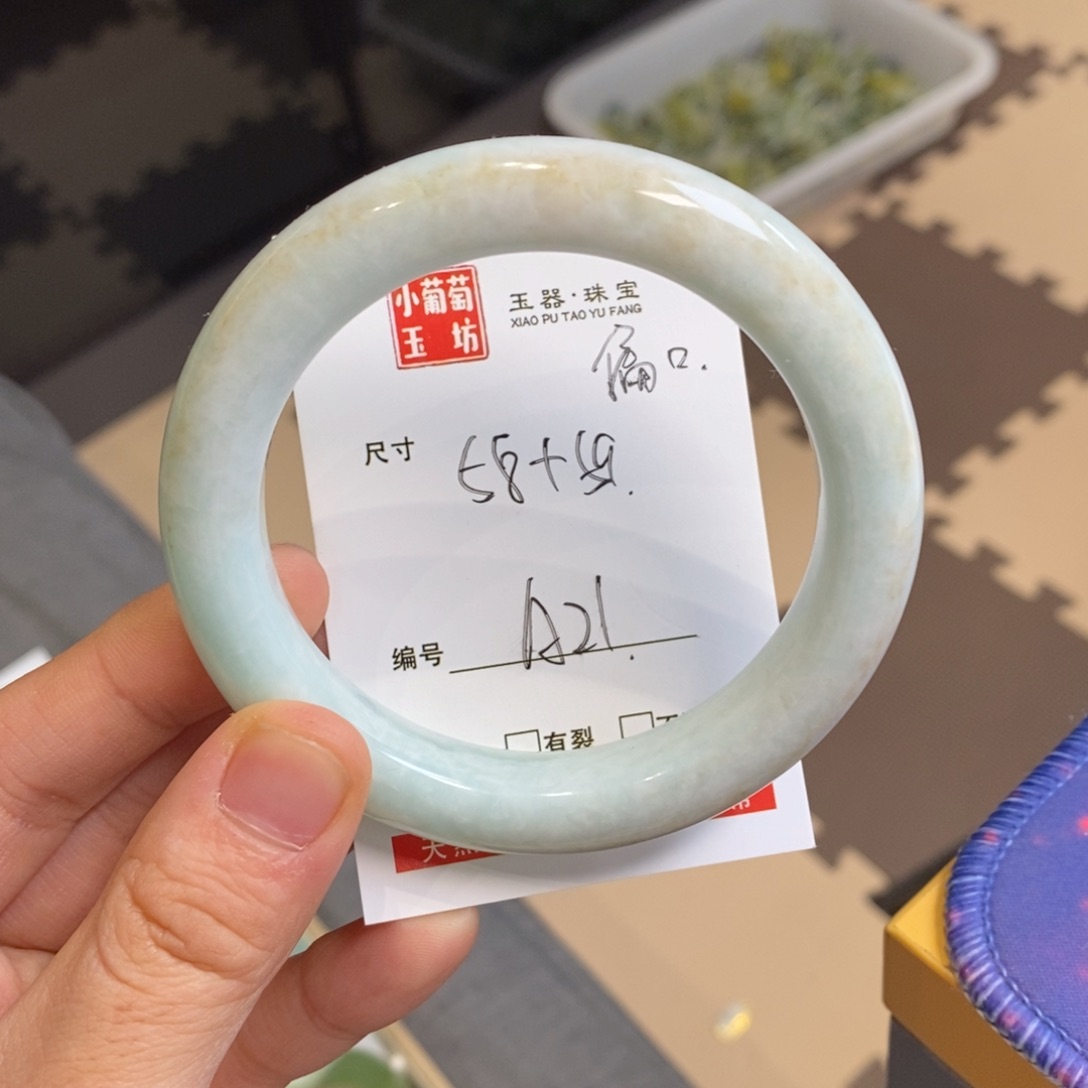 小葡萄
玉坊
玉器·珠宝
XIAO PU TAO YU FANG
偏口.
尺寸 58+
编号 A21.
有裂